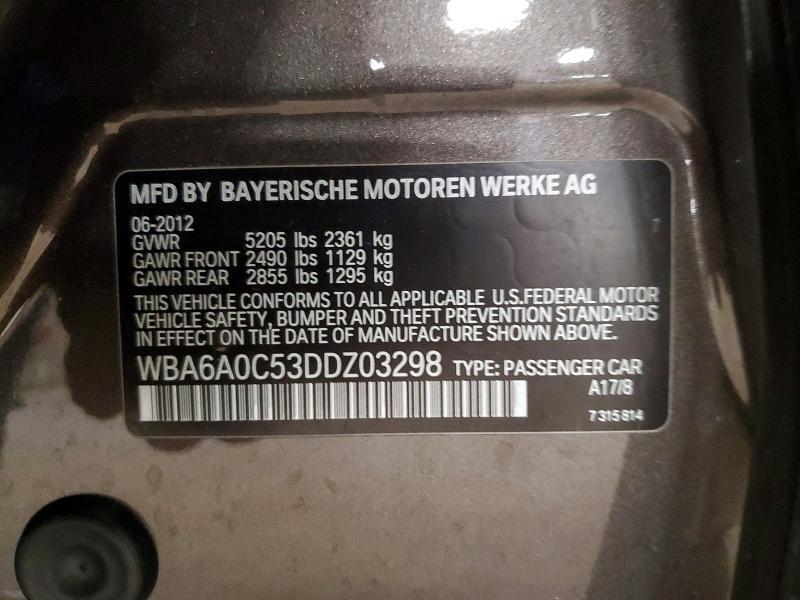 MFD BY BAYERISCHE MOTOREN WERKE AG
06-2012
GVWR 5205 lbs 2361 kg
GAWR FRONT 2490 lbs 1129 kg
GAWR REAR 2855 lbs 1295 kg
THIS VEHICLE CONFORMS TO ALL APPLICABLE U.S.FEDERAL MOTOR
VEHICLE SAFETY, BUMPER AND THEFT PREVENTION STANDARDS
IN EFFECT ON THE DATE OF MANUFACTURE SHOWN ABOVE.
WBA6A0C53DDZ03298 TYPE: PASSENGER CAR
A17/8
7315814